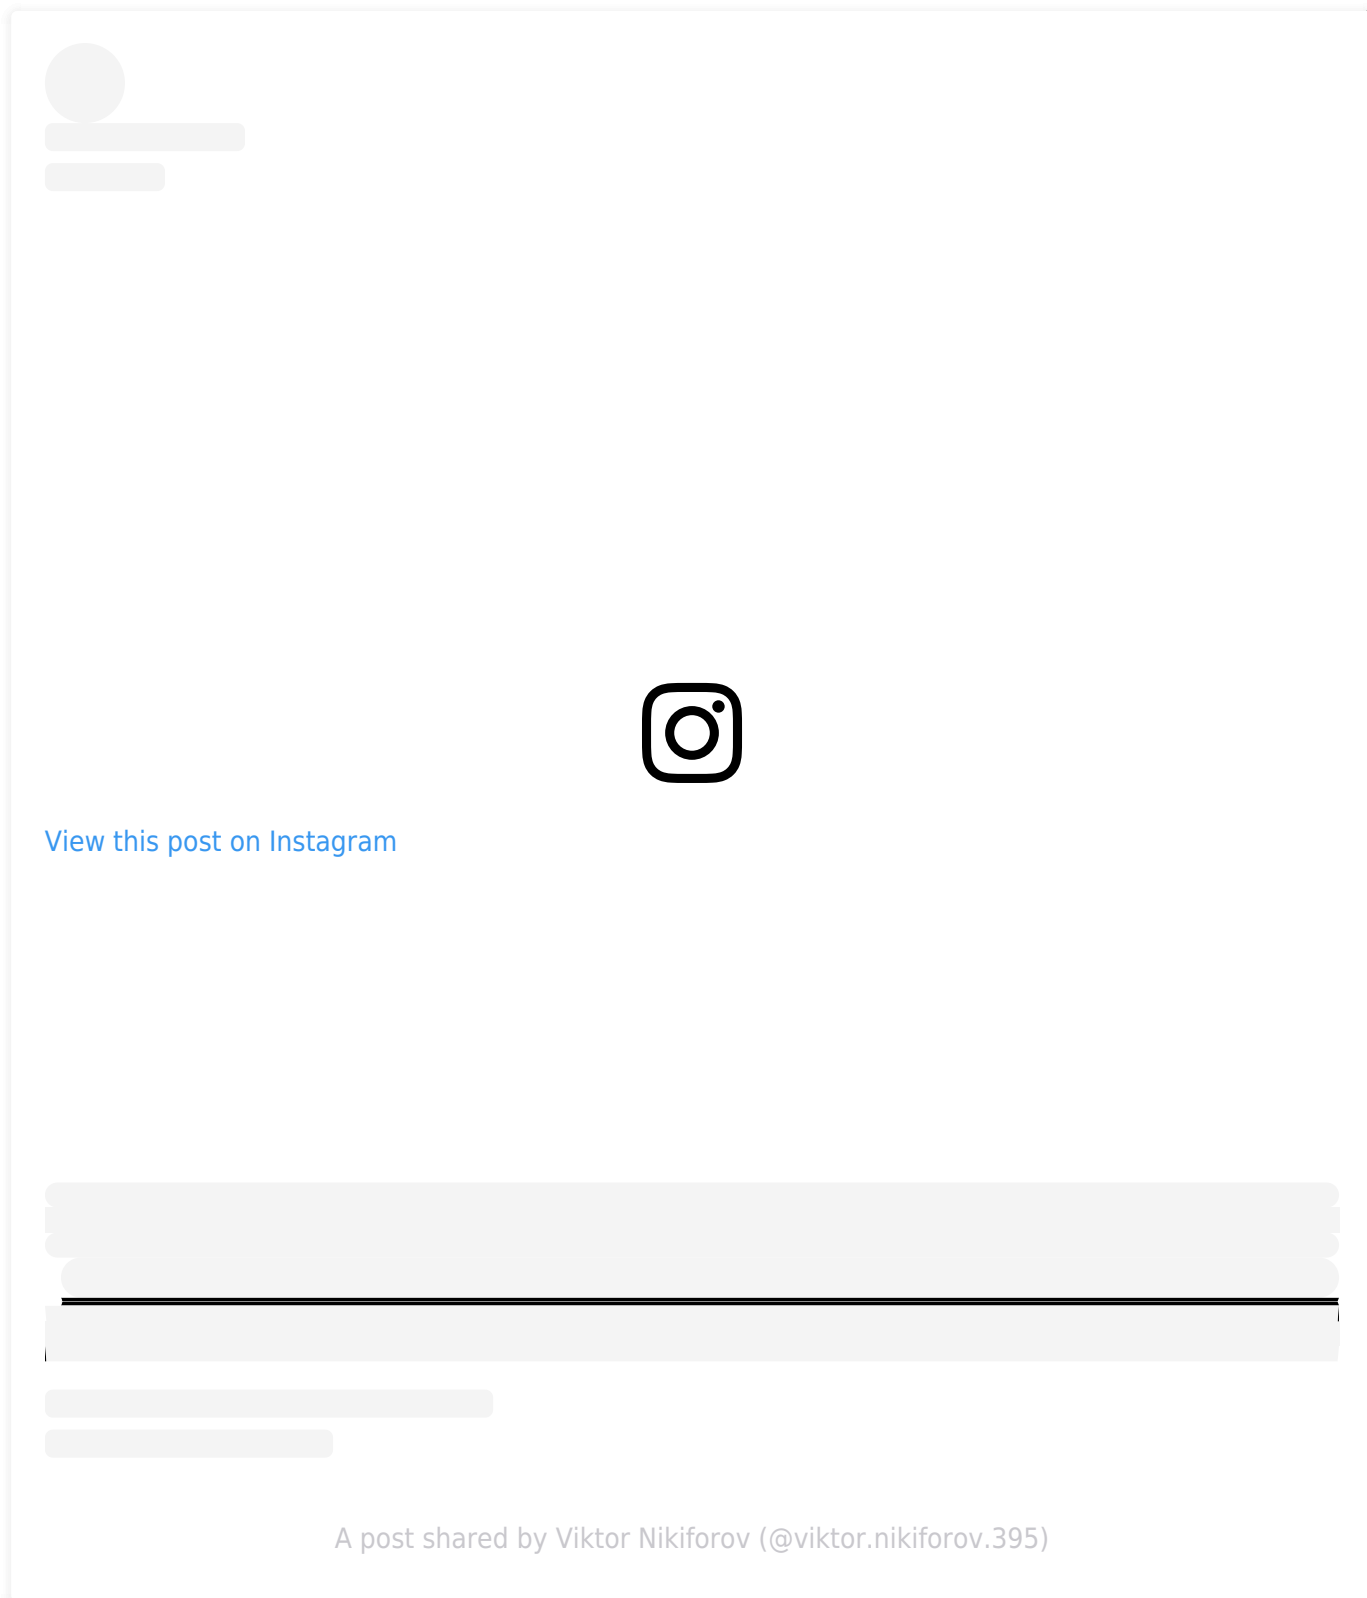 View this post on Instagram
A post shared by Viktor Nikiforov (@viktor.nikiforov.395)